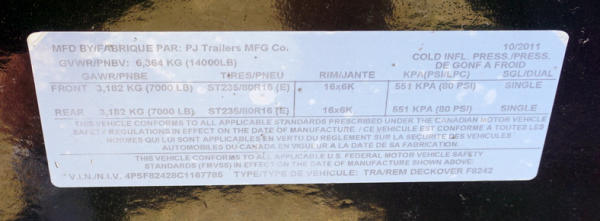 MFD BY/FABRIQUE PAR: PJ Trailers MFG Co. 10/2011
GVWR/PNBV: 6,364 KG (14000LB) COLD INFL. PRESS./PRESS. DE GONF A FROID
GAWR/PNBE TIRES/PNEU RIM/JANTE KPA(PSI/LPC) SGL/DUAL
FRONT 3,182 KG (7000 LB) ST235/80R16 (E) 16x6K 551 KPA (80 PSI) SINGLE
REAR 3,182 KG (7000 LB) ST235/80R16 (E) 16x6K 551 KPA (80 PSI) SINGLE
THIS VEHICLE CONFORMS TO ALL APPLICABLE STANDARDS PRESCRIBED UNDER THE CANADIAN MOTOR VEHICLE
SAFETY REGULATIONS IN EFFECT ON THE DATE OF MANUFACTURE / CE VEHICULE EST CONFORME A TOUTES LES
NORMES QUI LUI SONT APPLICABLES EN VERTU DU REGLEMENT SUR LA SECURITE DES VEHICULES
AUTOMOBILES DU CANADA EN VIGUEUR A LA DATE DE SA FABRICATION.
THIS VEHICLE CONFORMS TO ALL APPLICABLE U.S. FEDERAL MOTOR VEHICLE SAFETY
STANDARDS (FMVSS) IN EFFECT ON THE DATE OF MANUFACTURE SHOWN ABOVE.
V.I.N./N.I.V. 4P5F82428C1167785 TYPE/TYPE DE VEHICULE: TRA/REM DECKOVER F8242